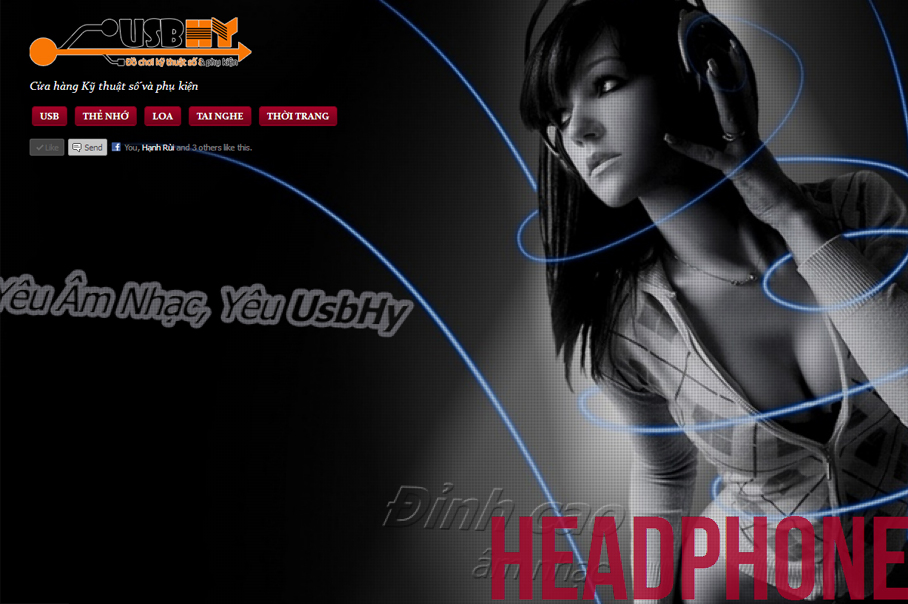 USBHY
Đồ chơi kỹ thuật số & phụ kiện
Cửa hàng Kỹ thuật số và phụ kiện
USB THẺ NHỚ LOA TAI NGHE THỜI TRANG
Like Send You, Hạnh Rùi and 3 others like this.
Yêu Âm Nhạc, Yêu UsbHy
Đỉnh cao
âm nhạc
HEADPHONE